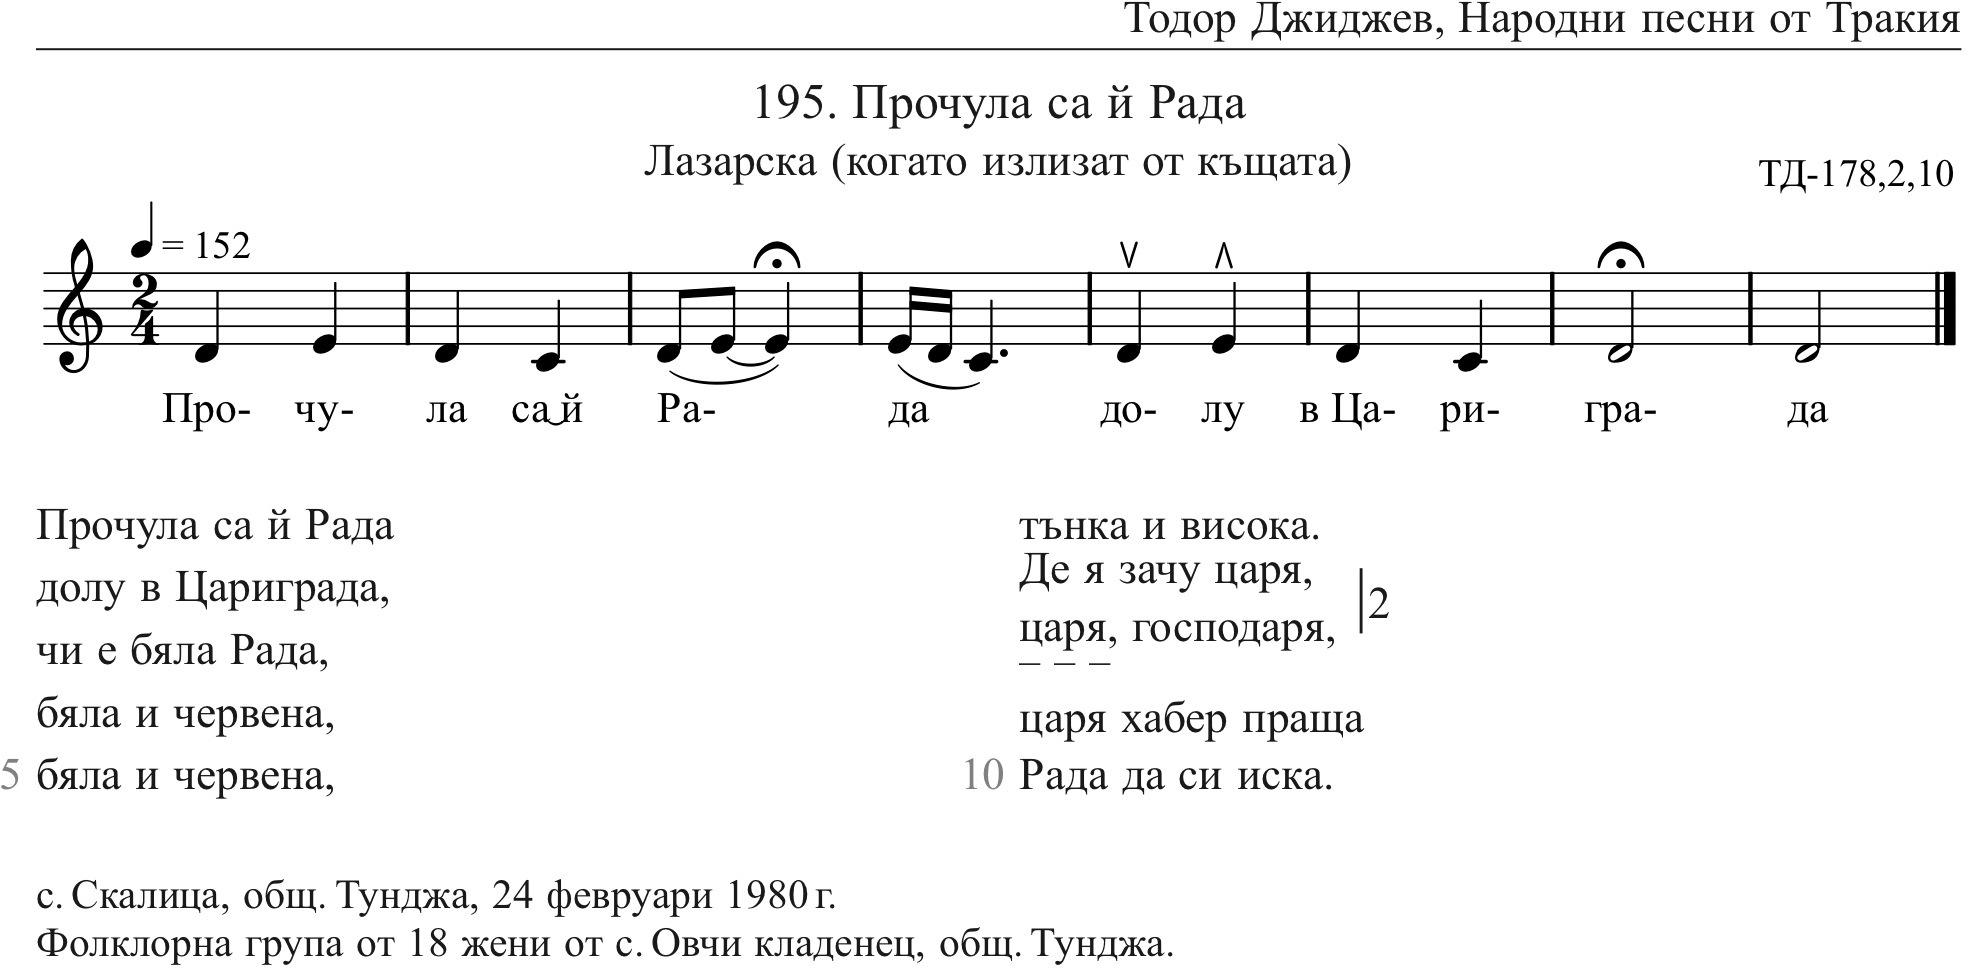 Тодор Джиджев, Народни песни от Тракия
195. Прочула са й Рада
Лазарска (когато излизат от къщата)
ТД-178,2,10
= 152
2
4
Про- чу- ла са‿й Ра- да до- лу в Ца- ри- гра- да
Прочула са й Рада
долу в Цариграда,
чи е бяла Рада,
бяла и червена,
5 бяла и червена,
тънка и висока.
Де я зачу царя,
царя, господаря, |2
– – –
царя хабер праща
10 Рада да си иска.
с. Скалица, общ. Тунджа, 24 февруари 1980 г.
Фолклорна група от 18 жени от с. Овчи кладенец, общ. Тунджа.